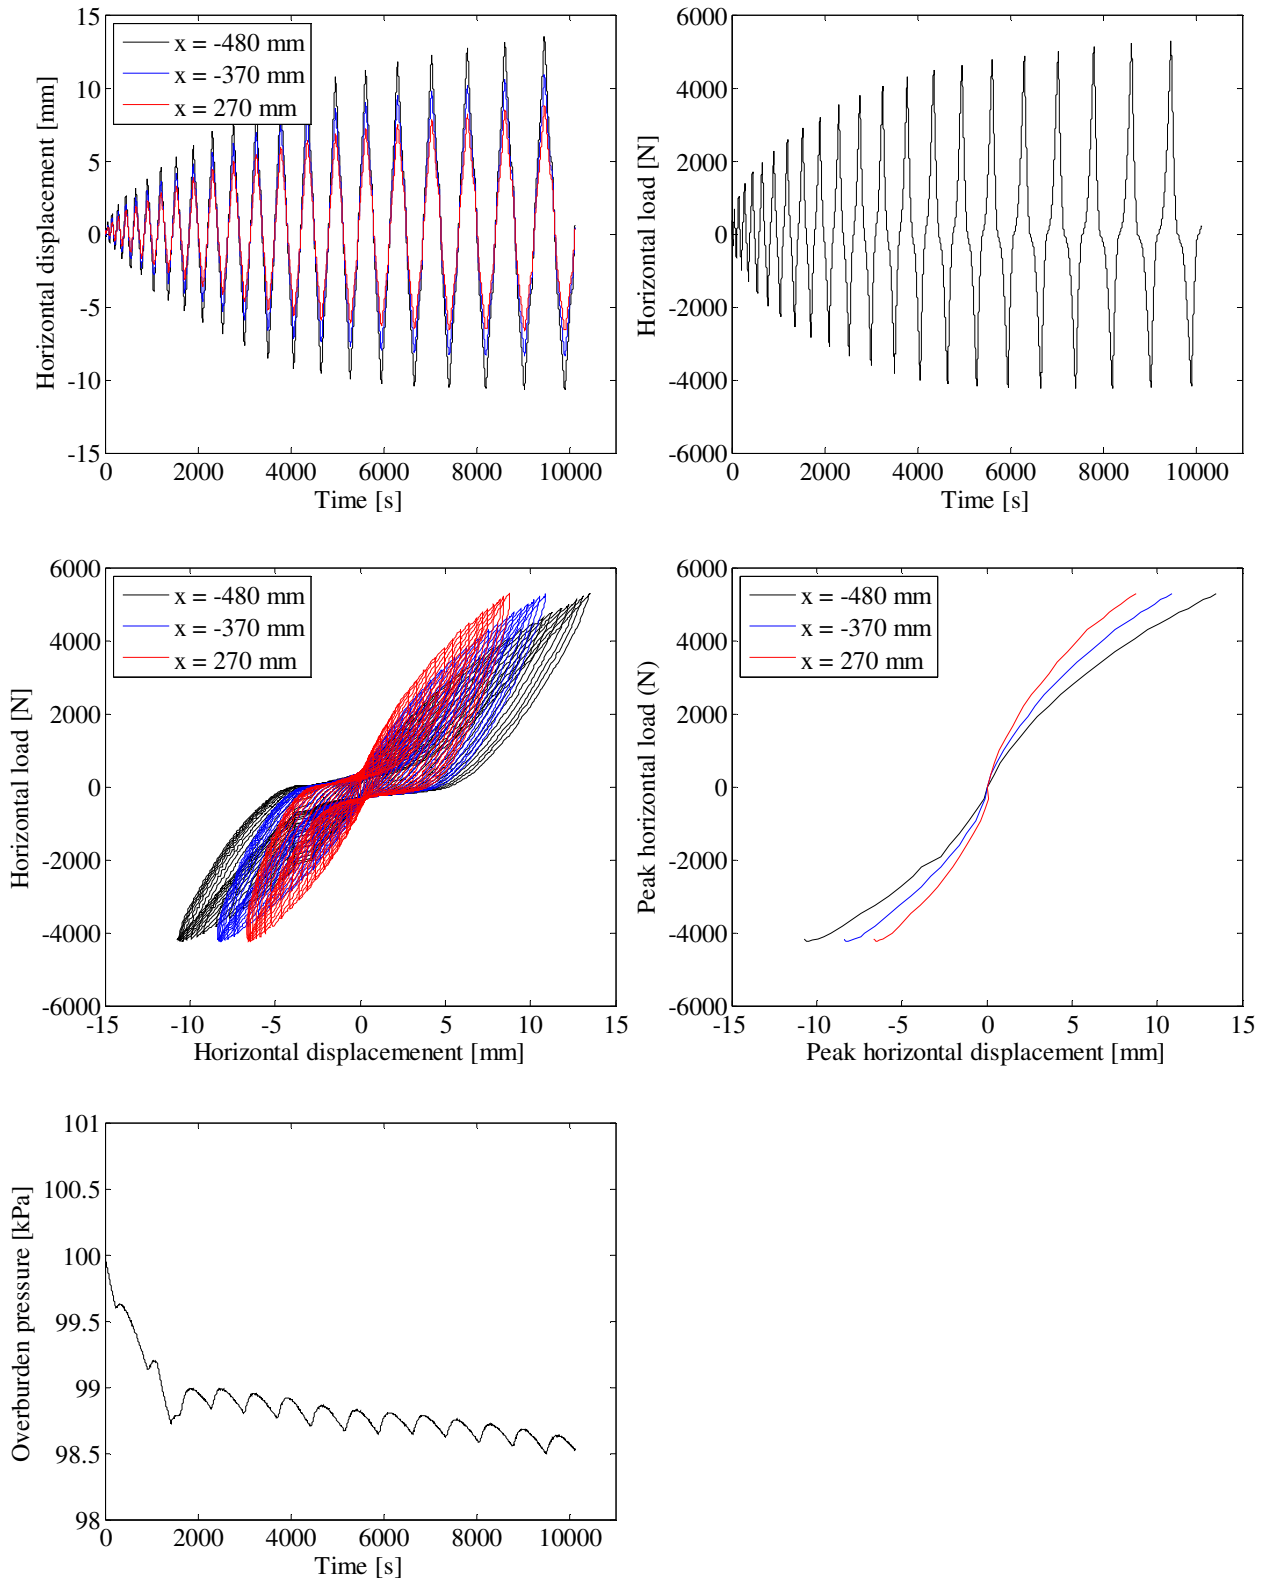 15
10
5
0
-5
-10
-15
Horizontal displacement [mm]
x = -480 mm
x = -370 mm
x = 270 mm
0 2000 4000 6000 8000 10000
Time [s]
6000
4000
2000
0
-2000
-4000
-6000
Horizontal load [N]
0 2000 4000 6000 8000 10000
Time [s]
6000
4000
2000
0
-2000
-4000
-6000
Horizontal load [N]
x = -480 mm
x = -370 mm
x = 270 mm
-15 -10 -5 0 5 10 15
Horizontal displacemenent [mm]
6000
4000
2000
0
-2000
-4000
-6000
Peak horizontal load (N)
x = -480 mm
x = -370 mm
x = 270 mm
-15 -10 -5 0 5 10 15
Peak horizontal displacement [mm]
101
100.5
100
99.5
99
98.5
98
Overburden pressure [kPa]
0 2000 4000 6000 8000 10000
Time [s]